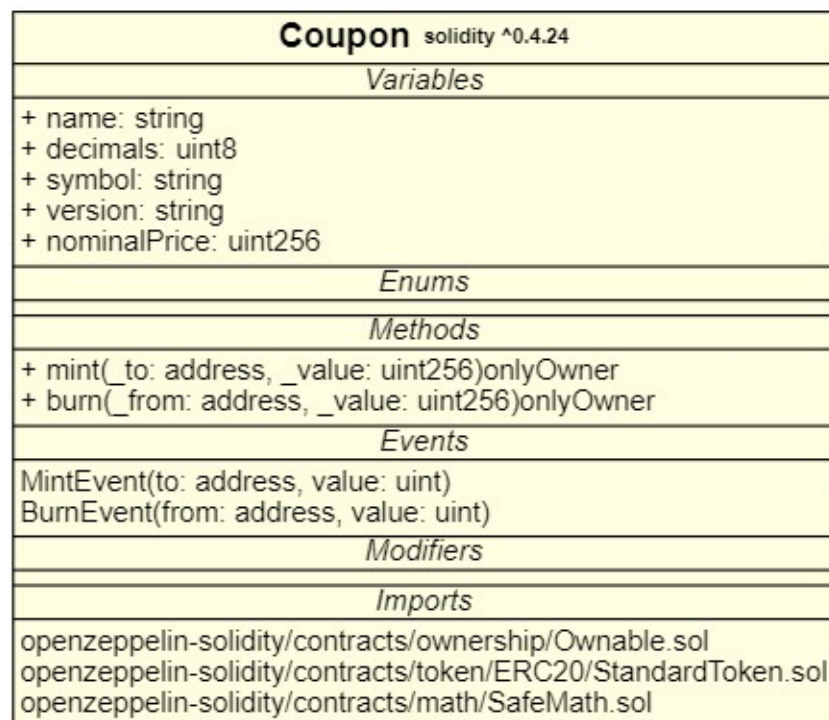 Coupon solidity ^0.4.24
Variables
+ name: string
+ decimals: uint8
+ symbol: string
+ version: string
+ nominalPrice: uint256
Enums
Methods
+ mint(_to: address, _value: uint256)onlyOwner
+ burn(_from: address, _value: uint256)onlyOwner
Events
MintEvent(to: address, value: uint)
BurnEvent(from: address, value: uint)
Modifiers
Imports
openzeppelin-solidity/contracts/ownership/Ownable.sol
openzeppelin-solidity/contracts/token/ERC20/StandardToken.sol
openzeppelin-solidity/contracts/math/SafeMath.sol